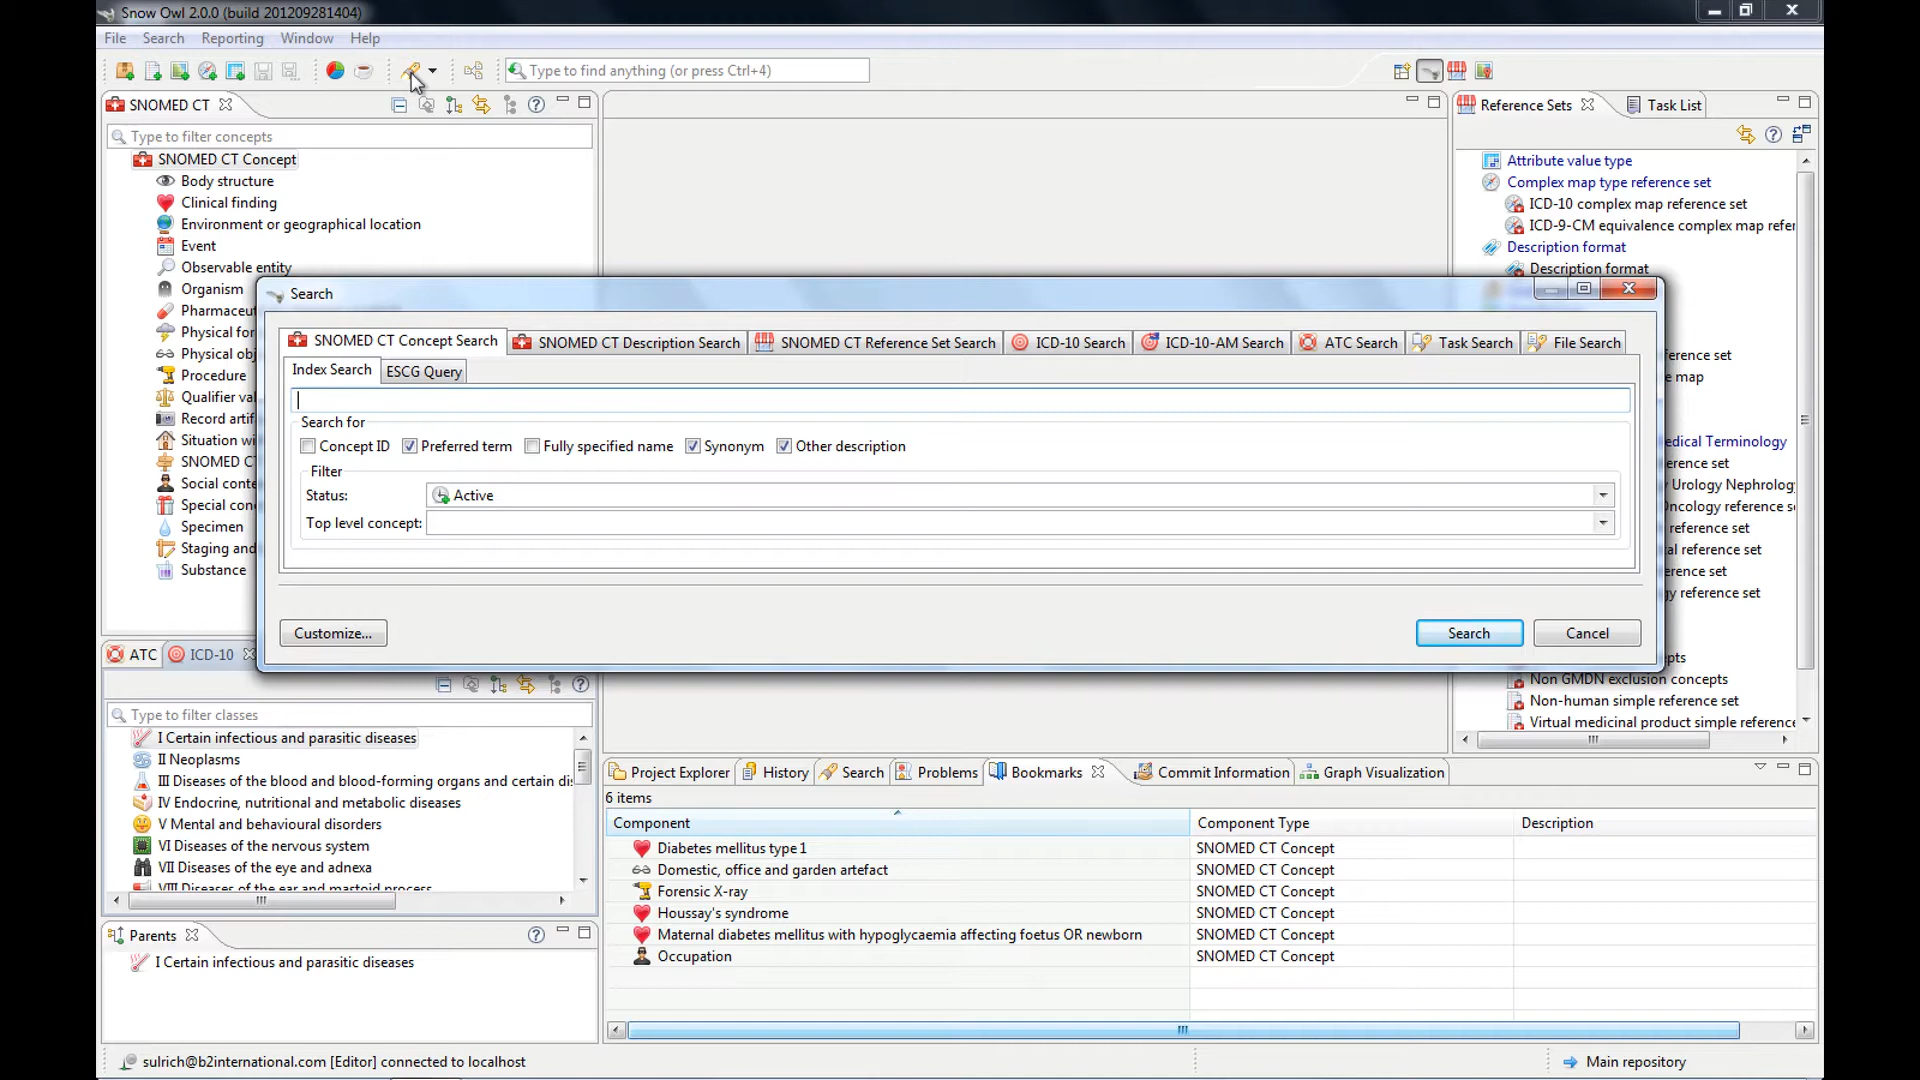 Snow Owl 2.0.0 (build 201209281404)
File Search Reporting Window Help
Type to find anything (or press Ctrl+4)
SNOMED CT
Type to filter concepts
SNOMED CT Concept
Body structure
Clinical finding
Environment or geographical location
Event
Observable entity
Organism
Pharmaceut
Physical for
Physical obj
Procedure
Qualifier val
Record artif
Situation wi
SNOMED C
Social conte
Special con
Specimen
Staging and
Substance
Reference Sets Task List
Attribute value type
Complex map type reference set
ICD-10 complex map reference set
ICD-9-CM equivalence complex map refer
Description format
Description format
erence set
e map
edical Terminology
erence set
y Urology Nephrology
Oncology reference s
reference set
al reference set
erence set
gy reference set
epts
Non GMDN exclusion concepts
Non-human simple reference set
Virtual medicinal product simple reference
Search
SNOMED CT Concept Search SNOMED CT Description Search SNOMED CT Reference Set Search ICD-10 Search ICD-10-AM Search ATC Search Task Search File Search
Index Search ESCG Query
Search for
Concept ID Preferred term Fully specified name Synonym Other description
Filter
Status: Active
Top level concept:
Customize... Search Cancel
ATC ICD-10
Type to filter classes
I Certain infectious and parasitic diseases
II Neoplasms
III Diseases of the blood and blood-forming organs and certain dis
IV Endocrine, nutritional and metabolic diseases
V Mental and behavioural disorders
VI Diseases of the nervous system
VII Diseases of the eye and adnexa
VIII Diseases of the ear and mastoid process
Parents
I Certain infectious and parasitic diseases
Project Explorer History Search Problems Bookmarks Commit Information Graph Visualization
6 items
Component Component Type Description
Diabetes mellitus type 1 SNOMED CT Concept
Domestic, office and garden artefact SNOMED CT Concept
Forensic X-ray SNOMED CT Concept
Houssay's syndrome SNOMED CT Concept
Maternal diabetes mellitus with hypoglycaemia affecting foetus OR newborn SNOMED CT Concept
Occupation SNOMED CT Concept
sulrich@b2international.com [Editor] connected to localhost
Main repository